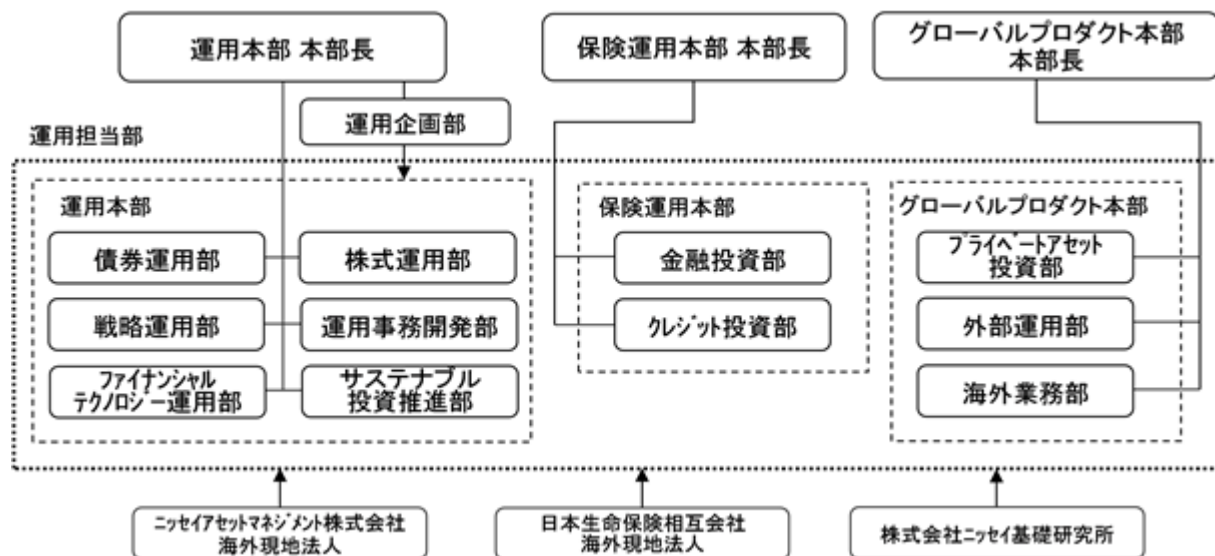 運用本部 本部長
保険運用本部 本部長
グローバルプロダクト本部
本部長
運用企画部
運用担当部
運用本部
債券運用部
株式運用部
戦略運用部
運用事務開発部
ファイナンシャル
テクノロジー運用部
サステナブル
投資推進部
保険運用本部
金融投資部
クレジット投資部
グローバルプロダクト本部
プライベートアセット
投資部
外部運用部
海外業務部
ニッセイアセットマネジメント株式会社
海外現地法人
日本生命保険相互会社
海外現地法人
株式会社ニッセイ基礎研究所